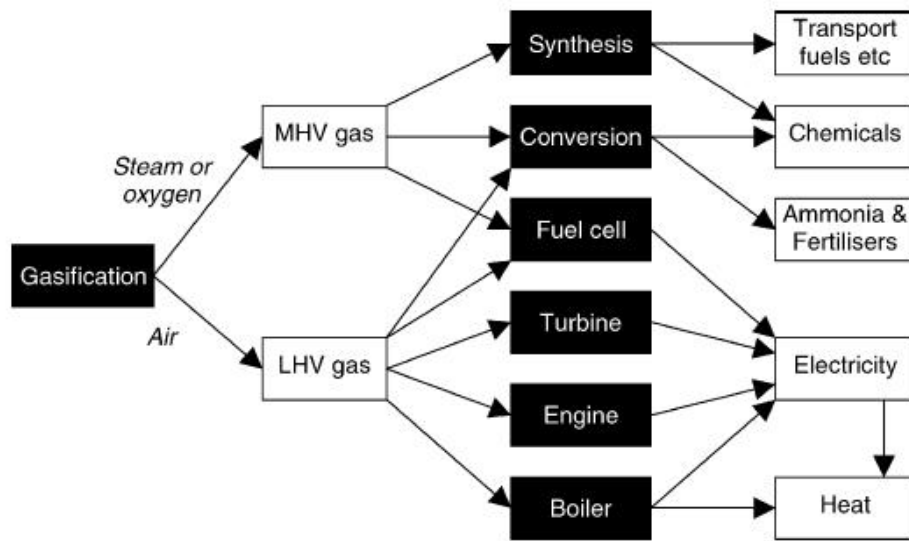 Synthesis
Transport
fuels etc
MHV gas
Conversion
Chemicals
Steam or
oxygen
Fuel cell
Ammonia &
Fertilisers
Gasification
Air
Turbine
LHV gas
Electricity
Engine
Boiler
Heat